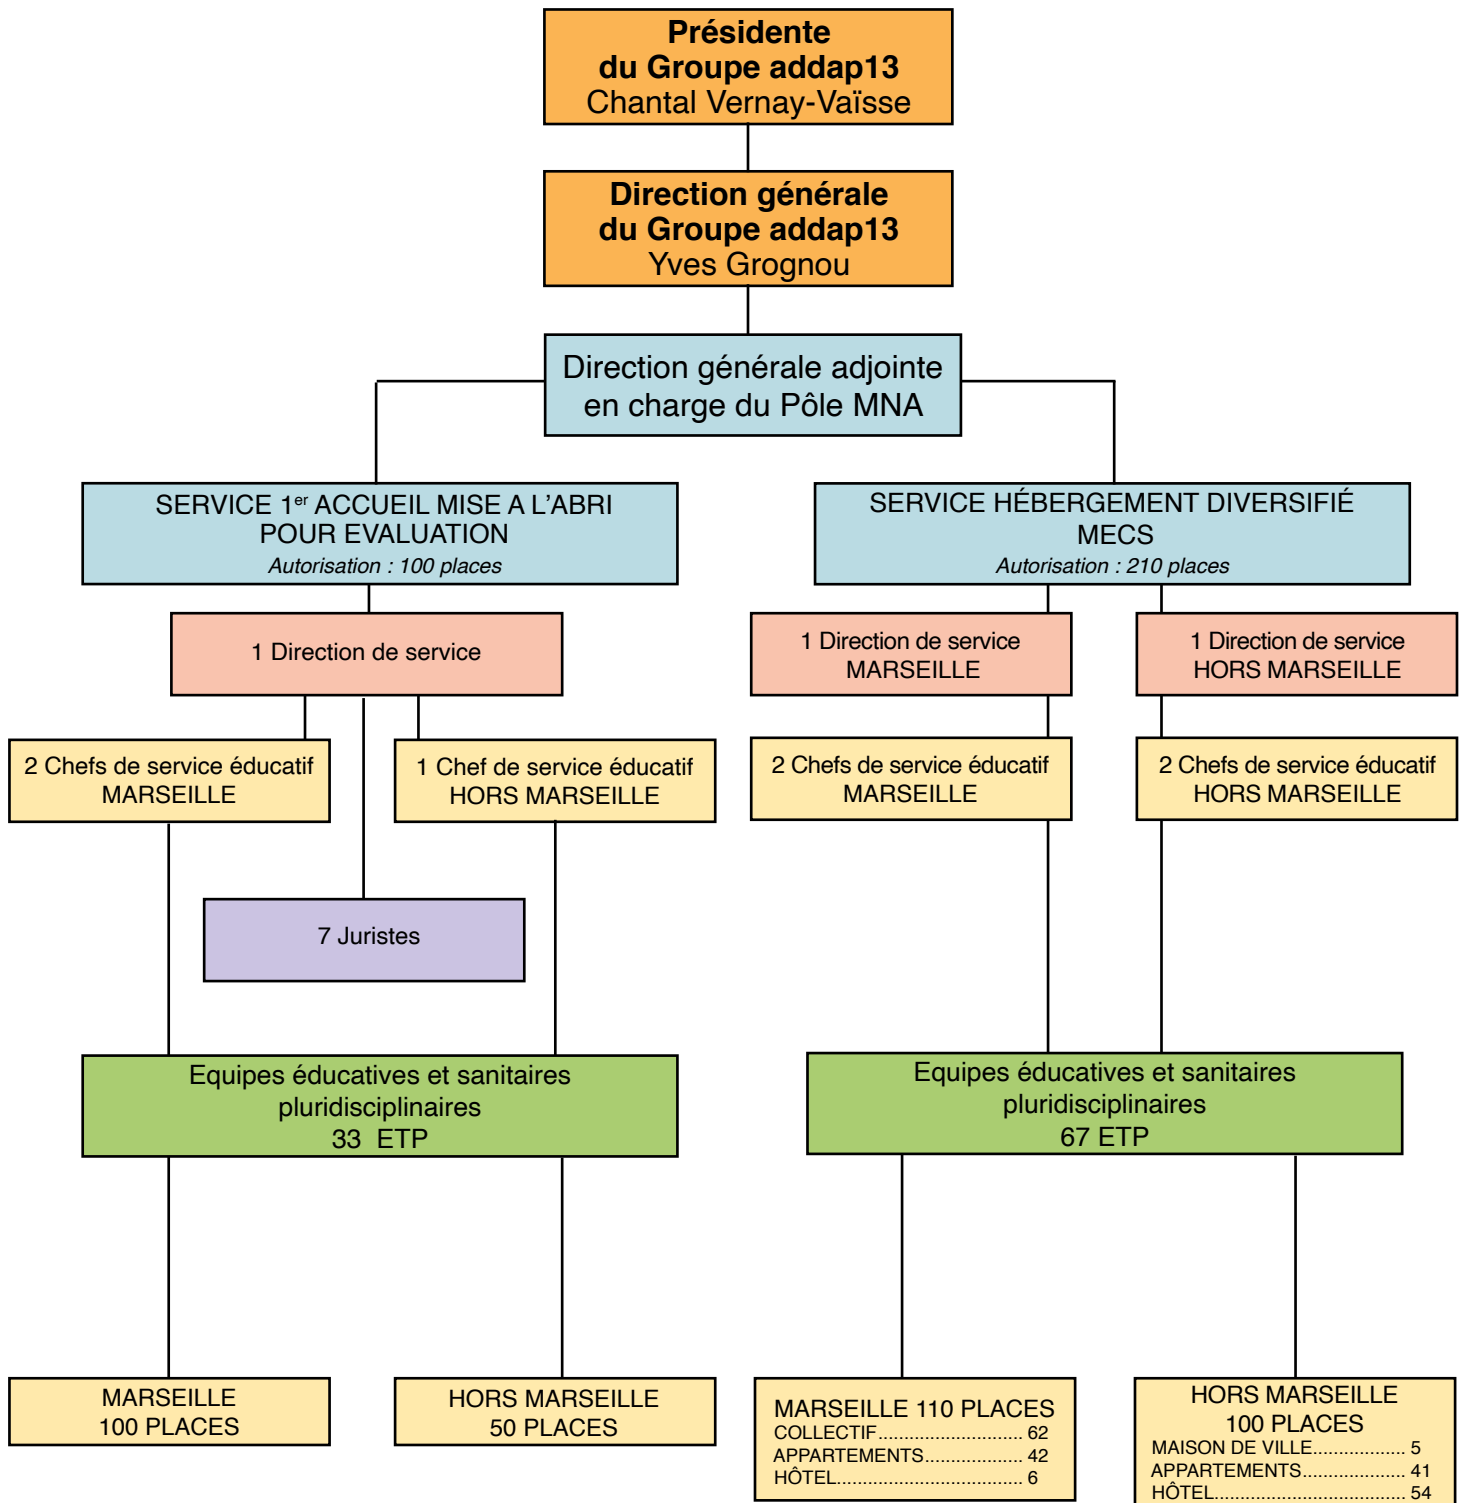 Présidente
du Groupe addap13
Chantal Vernay-Vaïsse
Direction générale
du Groupe addap13
Yves Grognou
Direction générale adjointe
en charge du Pôle MNA
SERVICE 1er ACCUEIL MISE A L'ABRI
POUR EVALUATION
Autorisation : 100 places
SERVICE HÉBERGEMENT DIVERSIFIÉ
MECS
Autorisation : 210 places
1 Direction de service
1 Direction de service
MARSEILLE
1 Direction de service
HORS MARSEILLE
2 Chefs de service éducatif
MARSEILLE
1 Chef de service éducatif
HORS MARSEILLE
2 Chefs de service éducatif
MARSEILLE
2 Chefs de service éducatif
HORS MARSEILLE
7 Juristes
Equipes éducatives et sanitaires
pluridisciplinaires
33 ETP
Equipes éducatives et sanitaires
pluridisciplinaires
67 ETP
MARSEILLE
100 PLACES
HORS MARSEILLE
50 PLACES
MARSEILLE 110 PLACES
COLLECTIF........................... 62
APPARTEMENTS.................. 42
HÔTEL................................... 6
HORS MARSEILLE
100 PLACES
MAISON DE VILLE................. 5
APPARTEMENTS................... 41
HÔTEL................................... 54